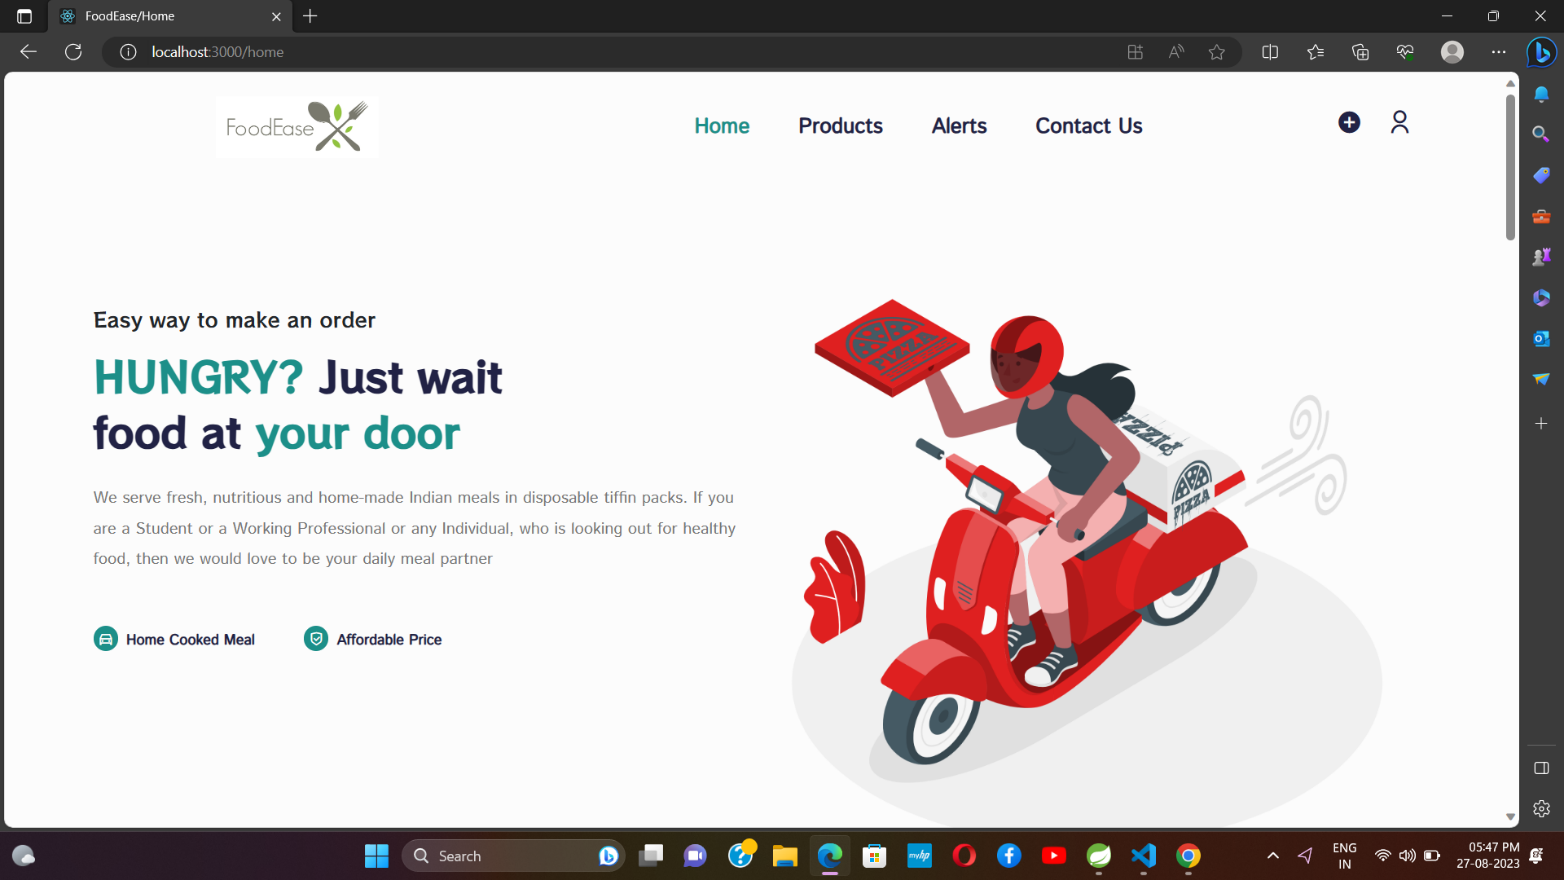 FoodEase/Home
localhost:3000/home
FoodEase
Home
Products
Alerts
Contact Us
Easy way to make an order
HUNGRY? Just wait
food at your door
We serve fresh, nutritious and home-made Indian meals in disposable tiffin packs. If you
are a Student or a Working Professional or any Individual, who is looking out for healthy
food, then we would love to be your daily meal partner
Home Cooked Meal
Affordable Price
PIZZA
PIZZA
PIZZA
Search
myhp
ENG
IN
05:47 PM
27-08-2023